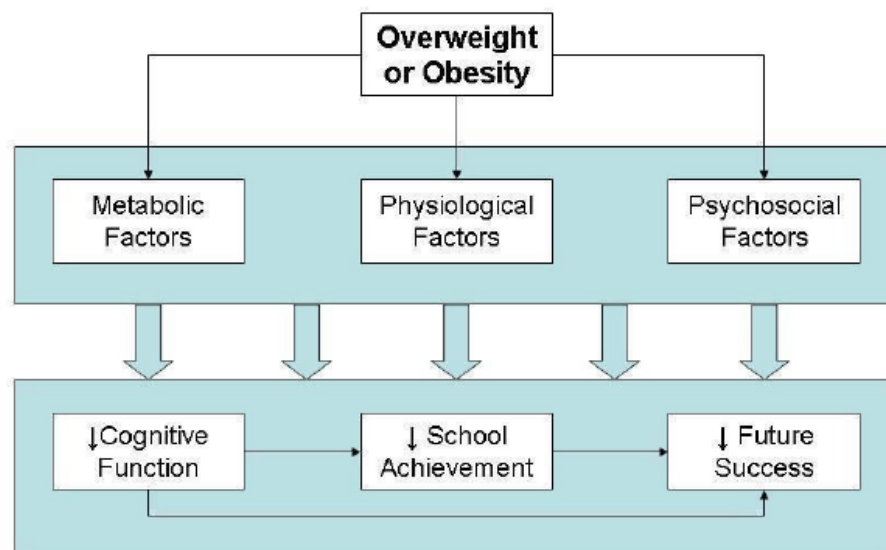 Overweight
or Obesity
Metabolic
Factors
Physiological
Factors
Psychosocial
Factors
↓Cognitive
Function
↓ School
Achievement
↓ Future
Success